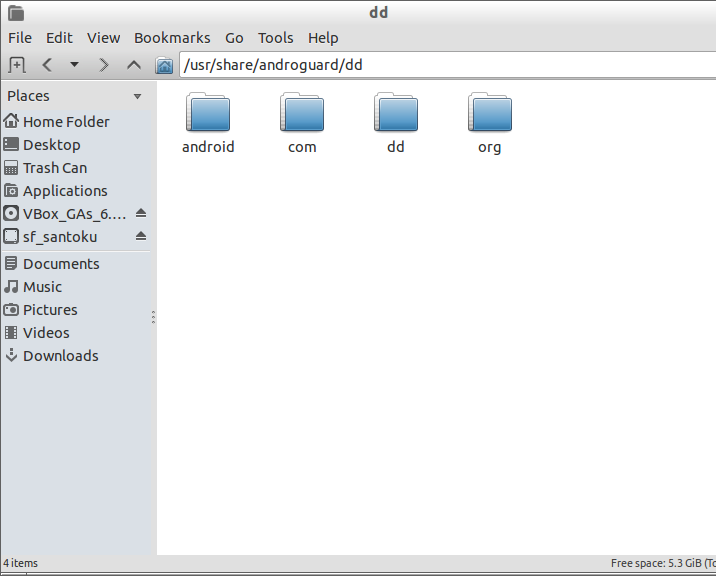 dd
File Edit View Bookmarks Go Tools Help
/usr/share/androguard/dd
Places
Home Folder
Desktop
Trash Can
Applications
VBox_GAs_6....
sf_santoku
Documents
Music
Pictures
Videos
Downloads
android com dd org
4 items
Free space: 5.3 GiB (To